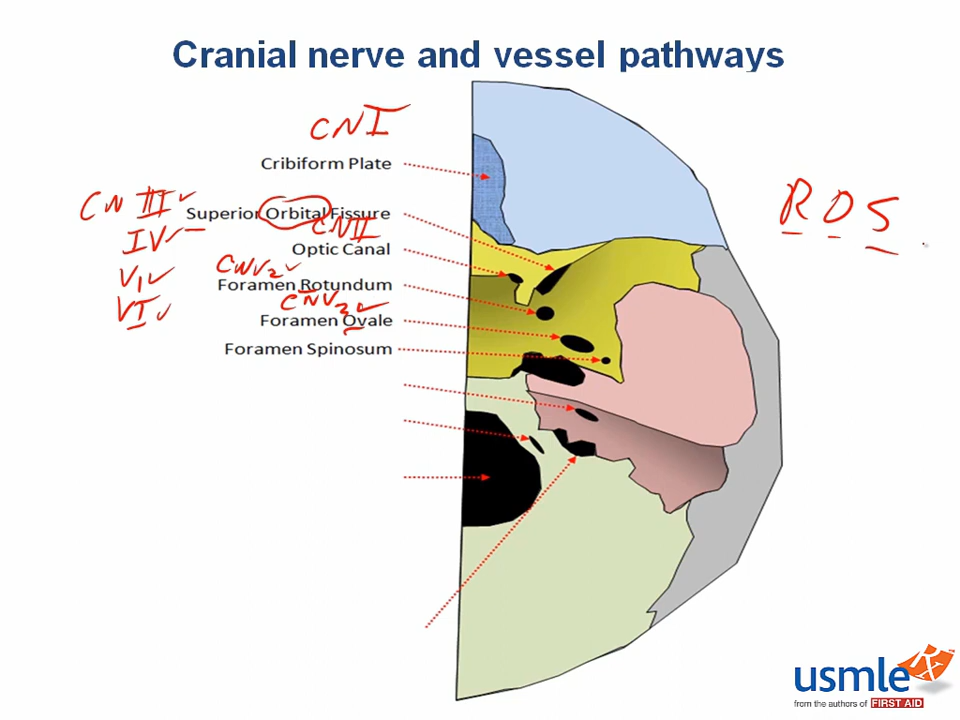 Cranial nerve and vessel pathways
CN I
Cribiform Plate
CN III
Superior Orbital Fissure
IV
CN II
Optic Canal
V1
CN V2
Foramen Rotundum
VI
CN V3
Foramen Ovale
Foramen Spinosum
R O S
usmle Rx
from the authors of FIRST AID